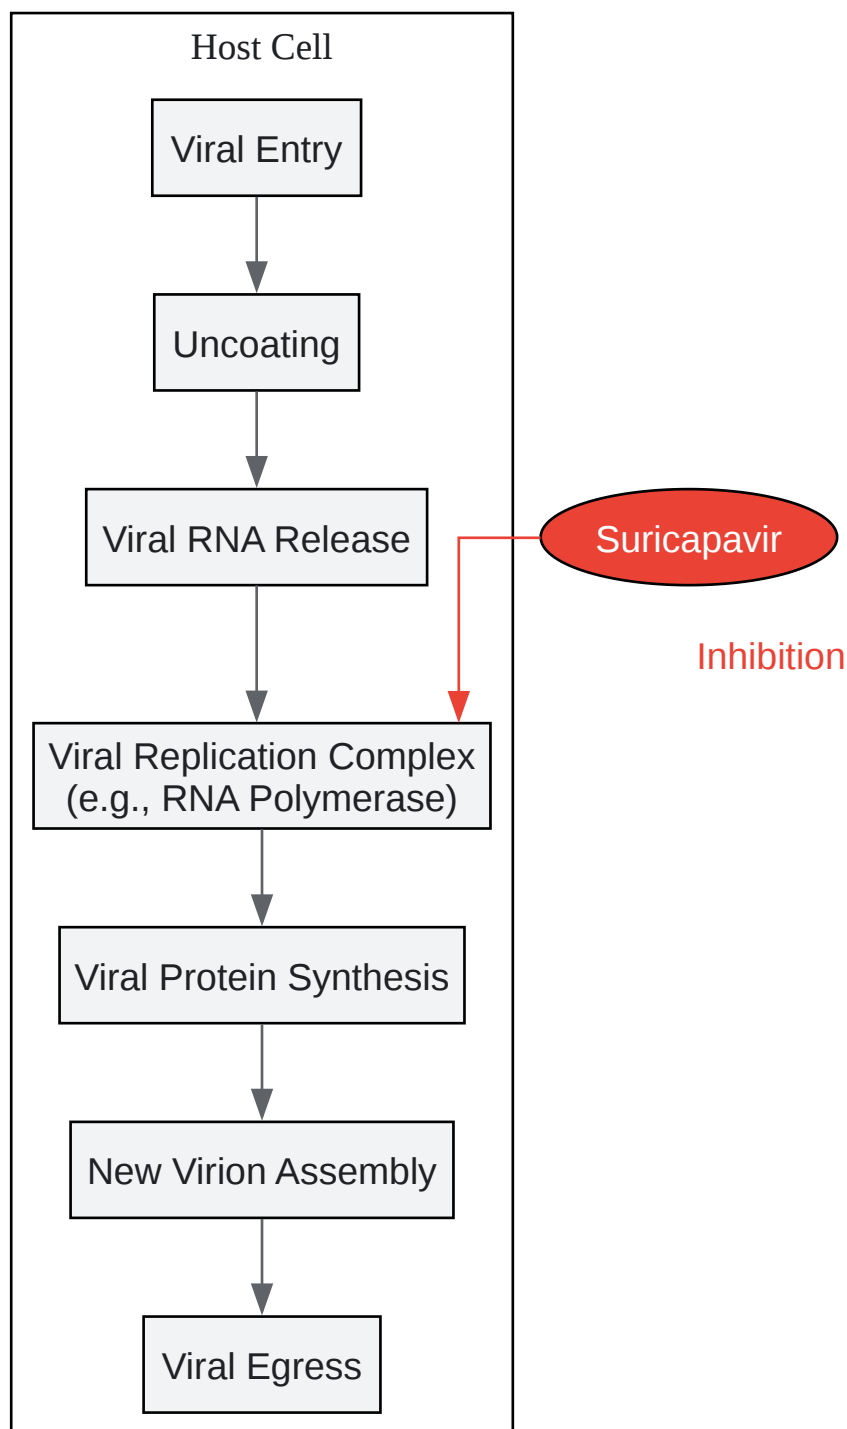 Host Cell
Viral Entry
Uncoating
Viral RNA Release
Suricapavir
Inhibition
Viral Replication Complex
(e.g., RNA Polymerase)
Viral Protein Synthesis
New Virion Assembly
Viral Egress